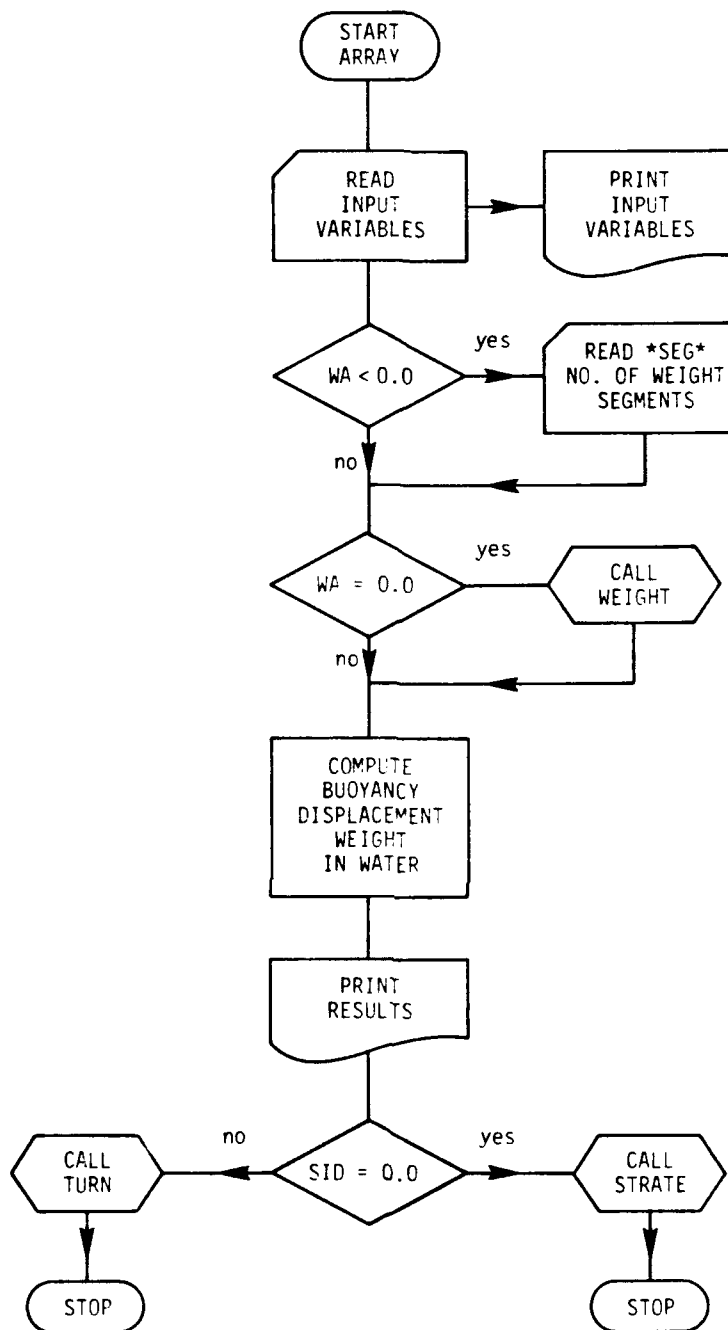 START
ARRAY
READ
INPUT
VARIABLES
PRINT
INPUT
VARIABLES
WA < 0.0
yes
READ *SEG*
NO. OF WEIGHT
SEGMENTS
no
WA = 0.0
yes
CALL
WEIGHT
no
COMPUTE
BUOYANCY
DISPLACEMENT
WEIGHT
IN WATER
PRINT
RESULTS
no
yes
CALL
TURN
SID = 0.0
CALL
STRATE
STOP
STOP